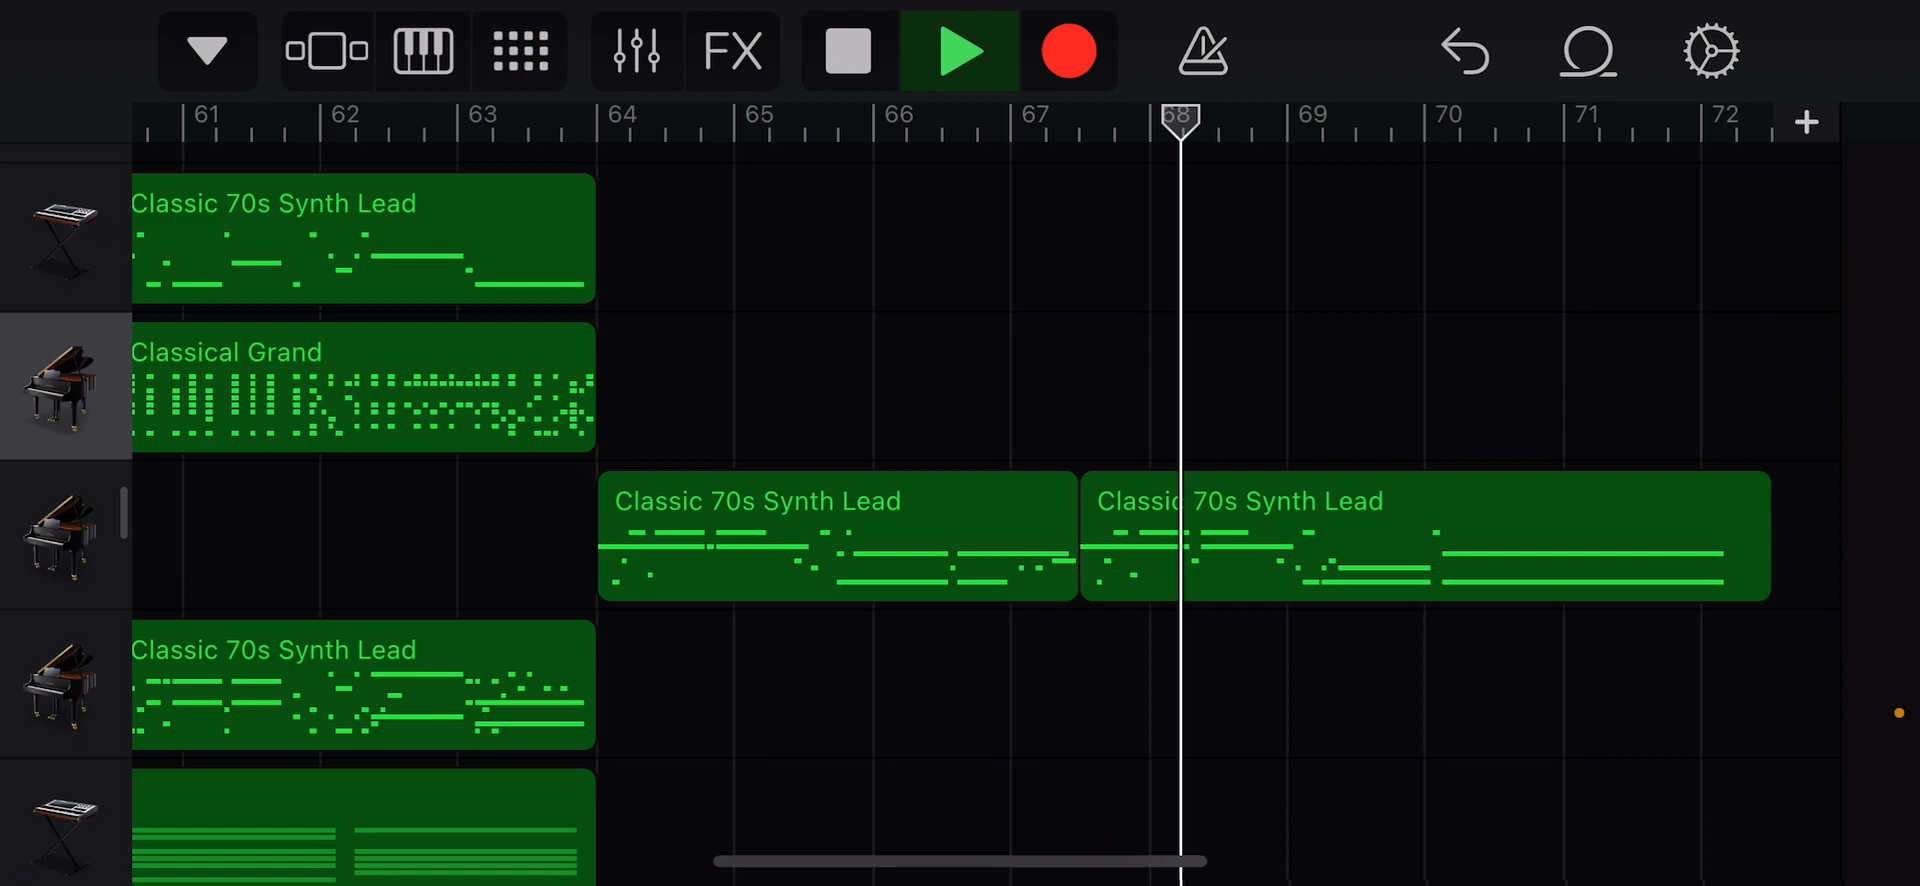 FX
61 62 63 64 65 66 67 68 69 70 71 72 +
Classic 70s Synth Lead
Classical Grand
Classic 70s Synth Lead Classic 70s Synth Lead
Classic 70s Synth Lead